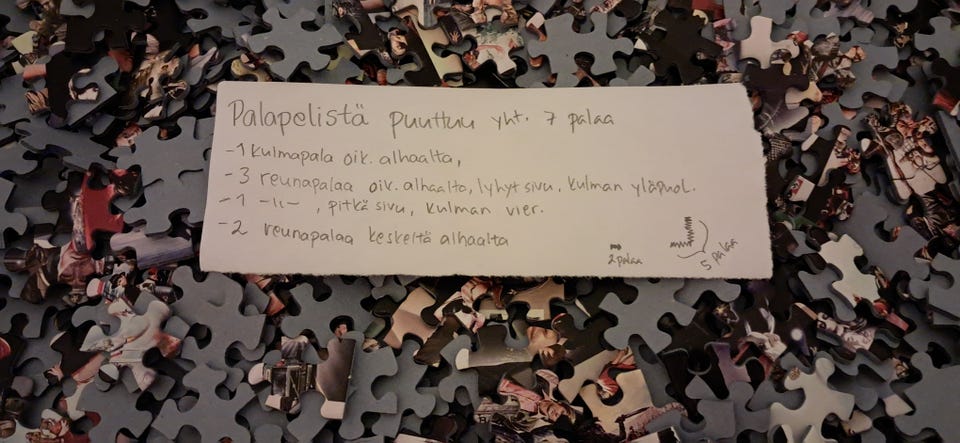 Palapelistä puuttuu yht. 7 palaa
-1 kulmapala oik. alhaalta,
-3 reunapalaa oik. alhaalta, lyhyt sivu, kulman yläpuol.
-1 -11- , pitkä sivu, kulman vier.
-2 reunapalaa keskeltä alhaalta
2 palaa
5 palaa